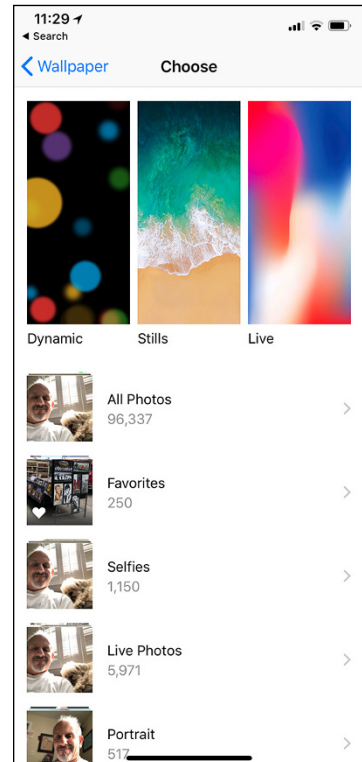 11:29
Search
Wallpaper
Choose
Dynamic
Stills
Live
All Photos
96,337
Favorites
250
Selfies
1,150
Live Photos
5,971
Portrait
517